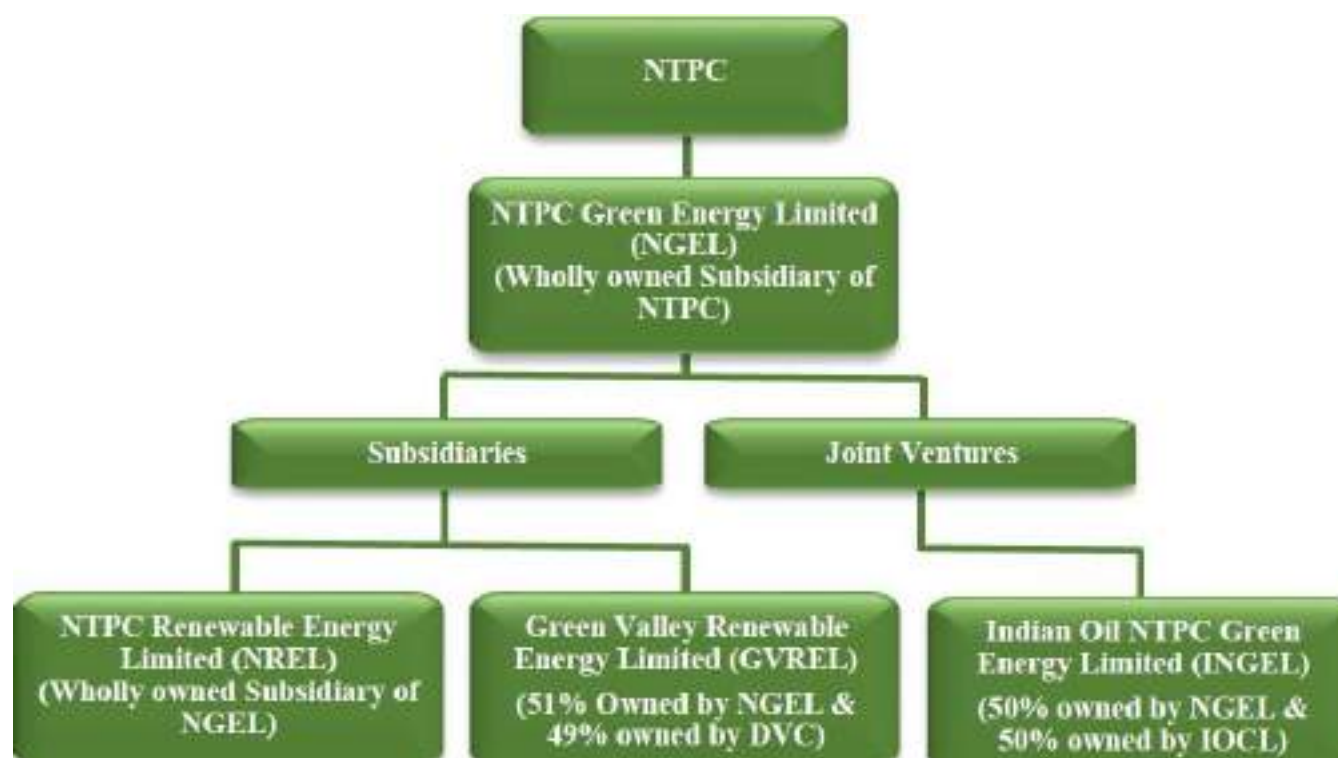 NTPC
NTPC Green Energy Limited
(NGEL)
(Wholly owned Subsidiary of
NTPC)
Subsidiaries
Joint Ventures
NTPC Renewable Energy
Limited (NREL)
(Wholly owned Subsidiary of
NGEL)
Green Valley Renewable
Energy Limited (GVREL)
(51% Owned by NGEL &
49% owned by DVC)
Indian Oil NTPC Green
Energy Limited (INGEL)
(50% owned by NGEL &
50% owned by IOCL)